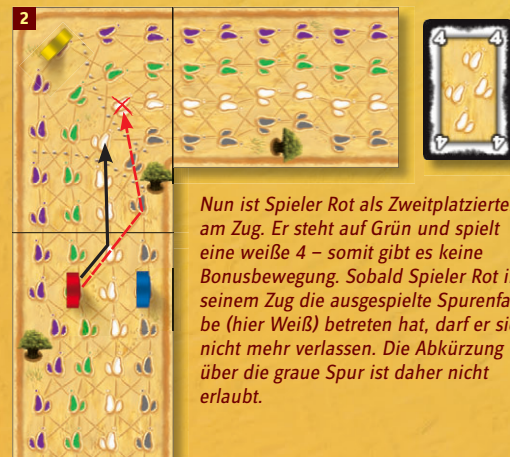 2
4 4
4 4
Nun ist Spieler Rot als Zweitplatzierter
am Zug. Er steht auf Grün und spielt
eine weiße 4 – somit gibt es keine
Bonusbewegung. Sobald Spieler Rot i
seinem Zug die ausgespielte Spurenfa
be (hier Weiß) betreten hat, darf er si
nicht mehr verlassen. Die Abkürzung
über die graue Spur ist daher nicht
erlaubt.